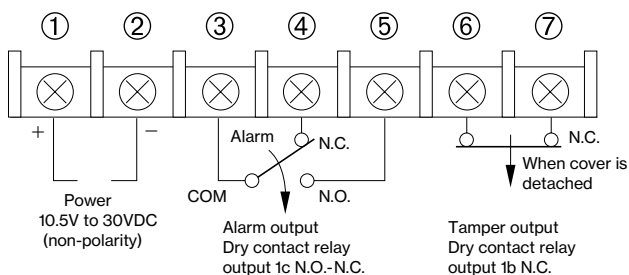 ① ② ③ ④ ⑤ ⑥ ⑦
+ −
Alarm
N.C.
COM
N.O.
N.C.
When cover is
detached
Power
10.5V to 30VDC
(non-polarity)
Alarm output
Dry contact relay
output 1c N.O.-N.C.
Tamper output
Dry contact relay
output 1b N.C.